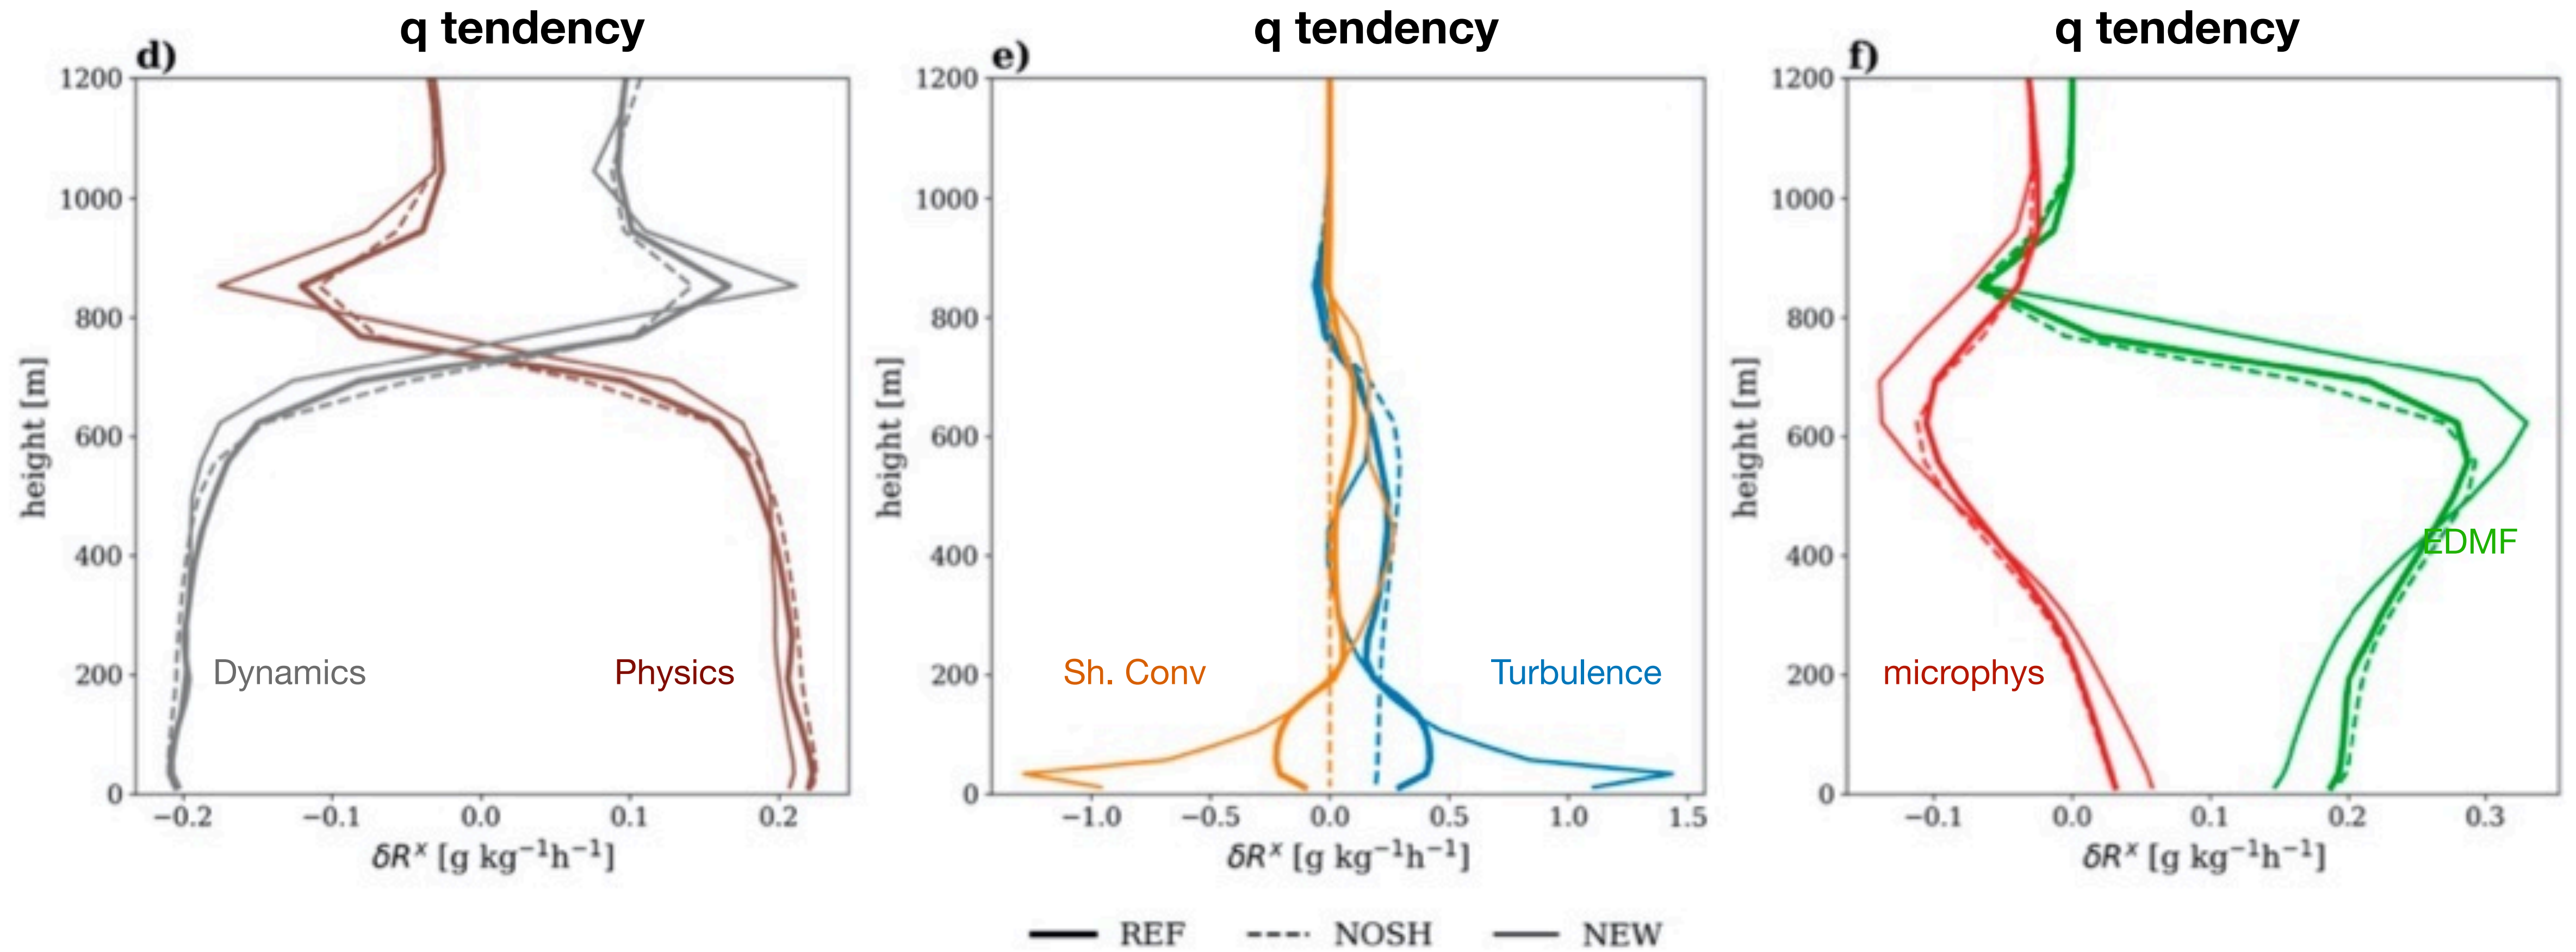 q tendency
d)
1200
1000
800
600
400
200
0
height [m]
Dynamics
Physics
−0.2
−0.1
0.0
0.1
0.2
δRˣ [g kg⁻¹h⁻¹]
q tendency
e)
1200
1000
800
600
400
200
0
height [m]
Sh. Conv
Turbulence
−1.0
−0.5
0.0
0.5
1.0
1.5
δRˣ [g kg⁻¹h⁻¹]
q tendency
f)
1200
1000
800
600
400
200
0
height [m]
EDMF
microphys
−0.1
0.0
0.1
0.2
0.3
δRˣ [g kg⁻¹h⁻¹]
REF
NOSH
NEW